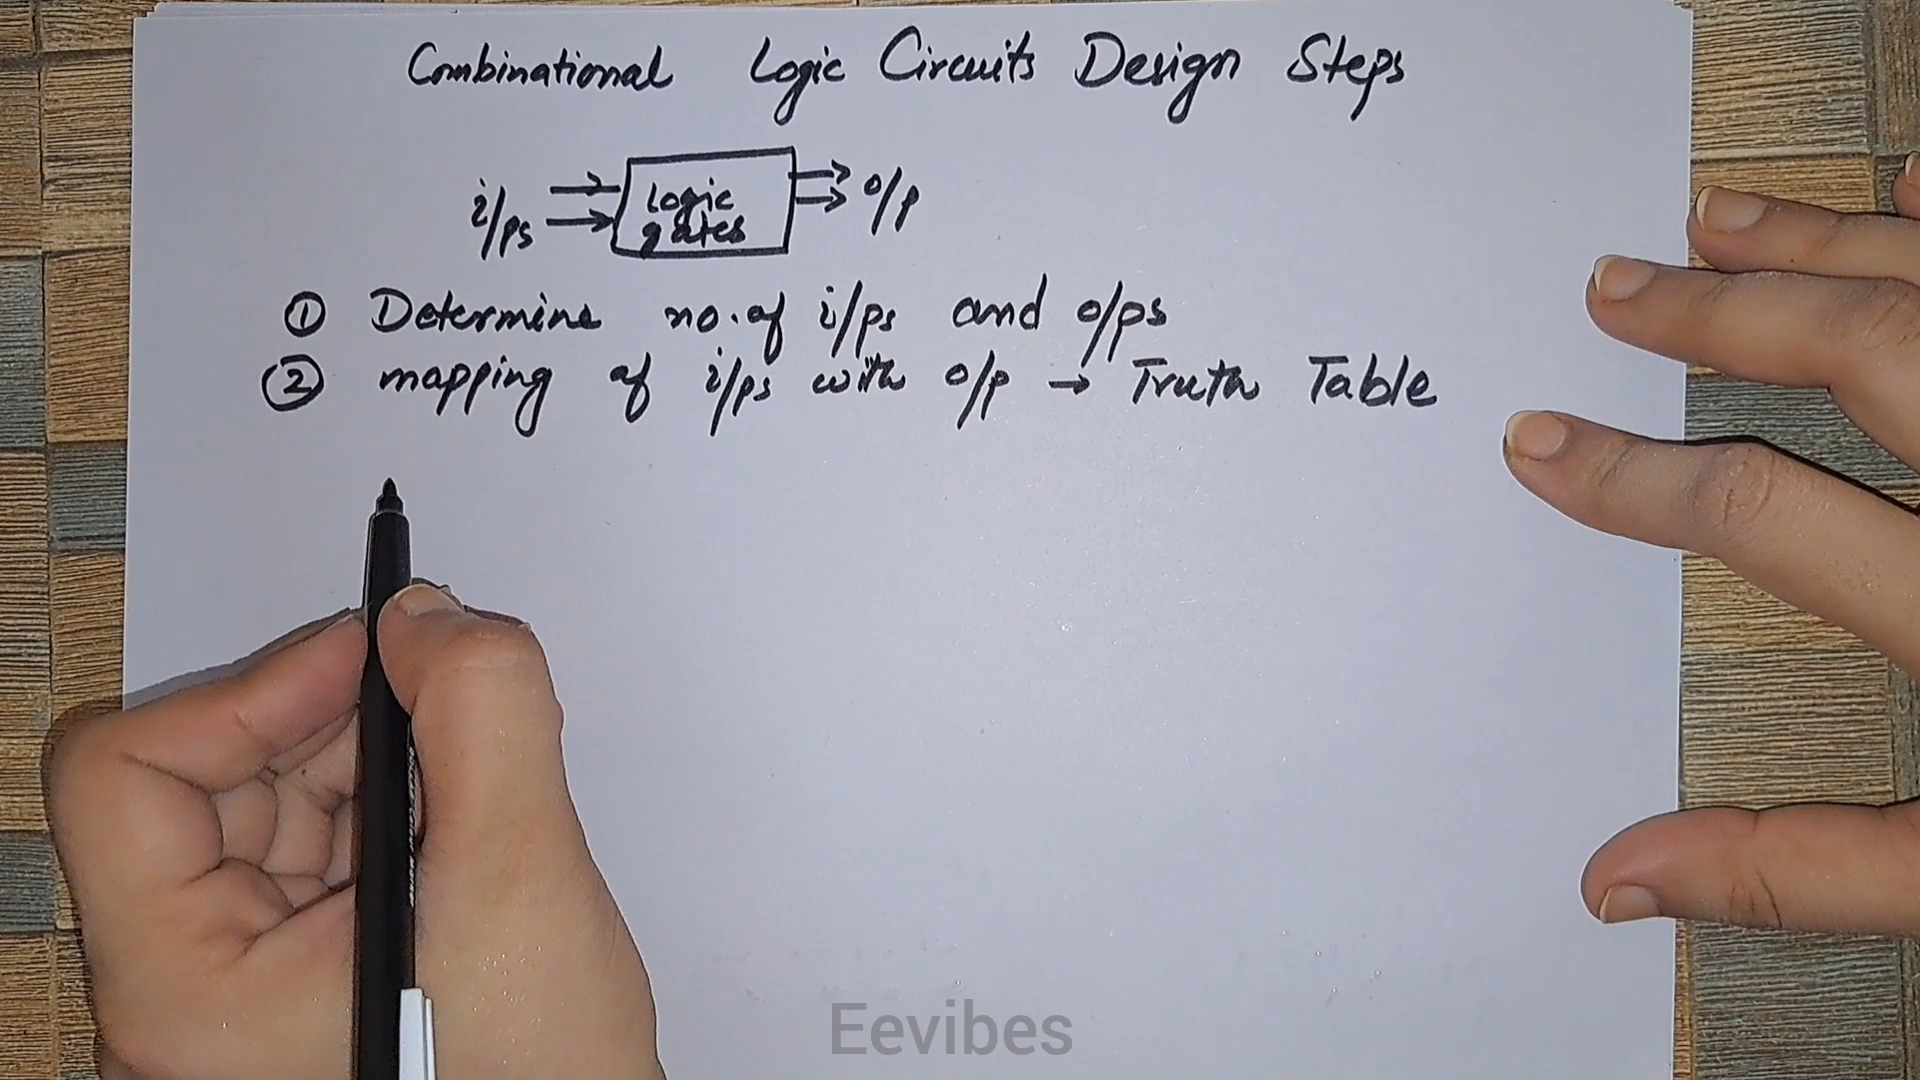 Combinational Logic Circuits Design Steps
i/ps Logic gates o/p
① Determine no. of i/ps and o/ps
② mapping of i/ps with o/p → Truth Table
Eevibes